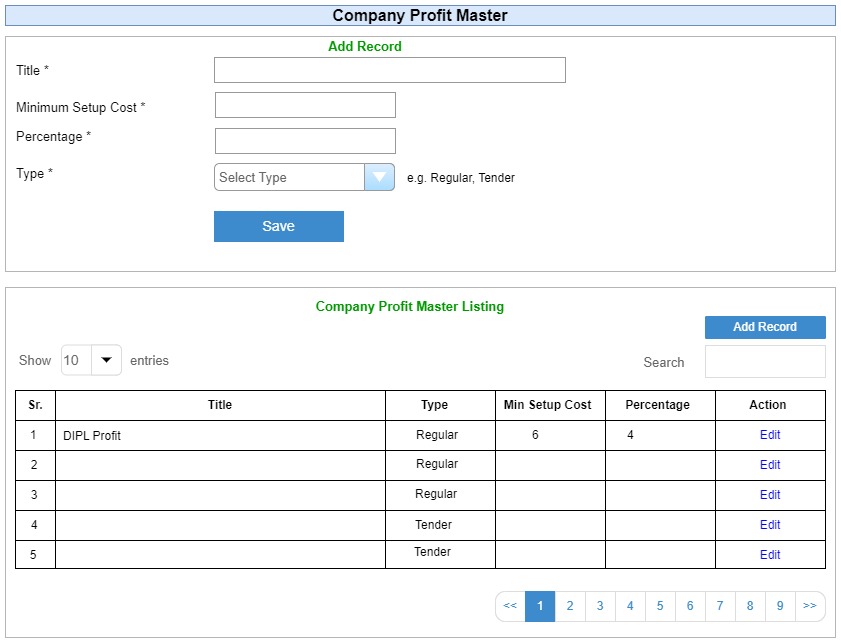 Company Profit Master
Add Record
Title *
Minimum Setup Cost *
Percentage *
Type * Select Type e.g. Regular, Tender
Save
Company Profit Master Listing
Add Record
Show 10 entries Search
Sr. Title Type Min Setup Cost Percentage Action
1 DIPL Profit Regular 6 4 Edit
2 Regular Edit
3 Regular Edit
4 Tender Edit
5 Tender Edit
<< 1 2 3 4 5 6 7 8 9 >>